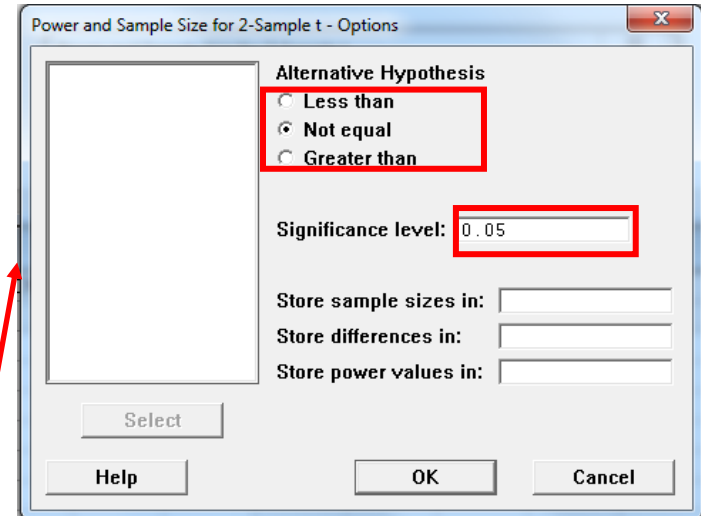 Power and Sample Size for 2-Sample t - Options
Alternative Hypothesis
Less than
Not equal
Greater than
Significance level: 0.05
Store sample sizes in:
Store differences in:
Store power values in:
Select
Help OK Cancel